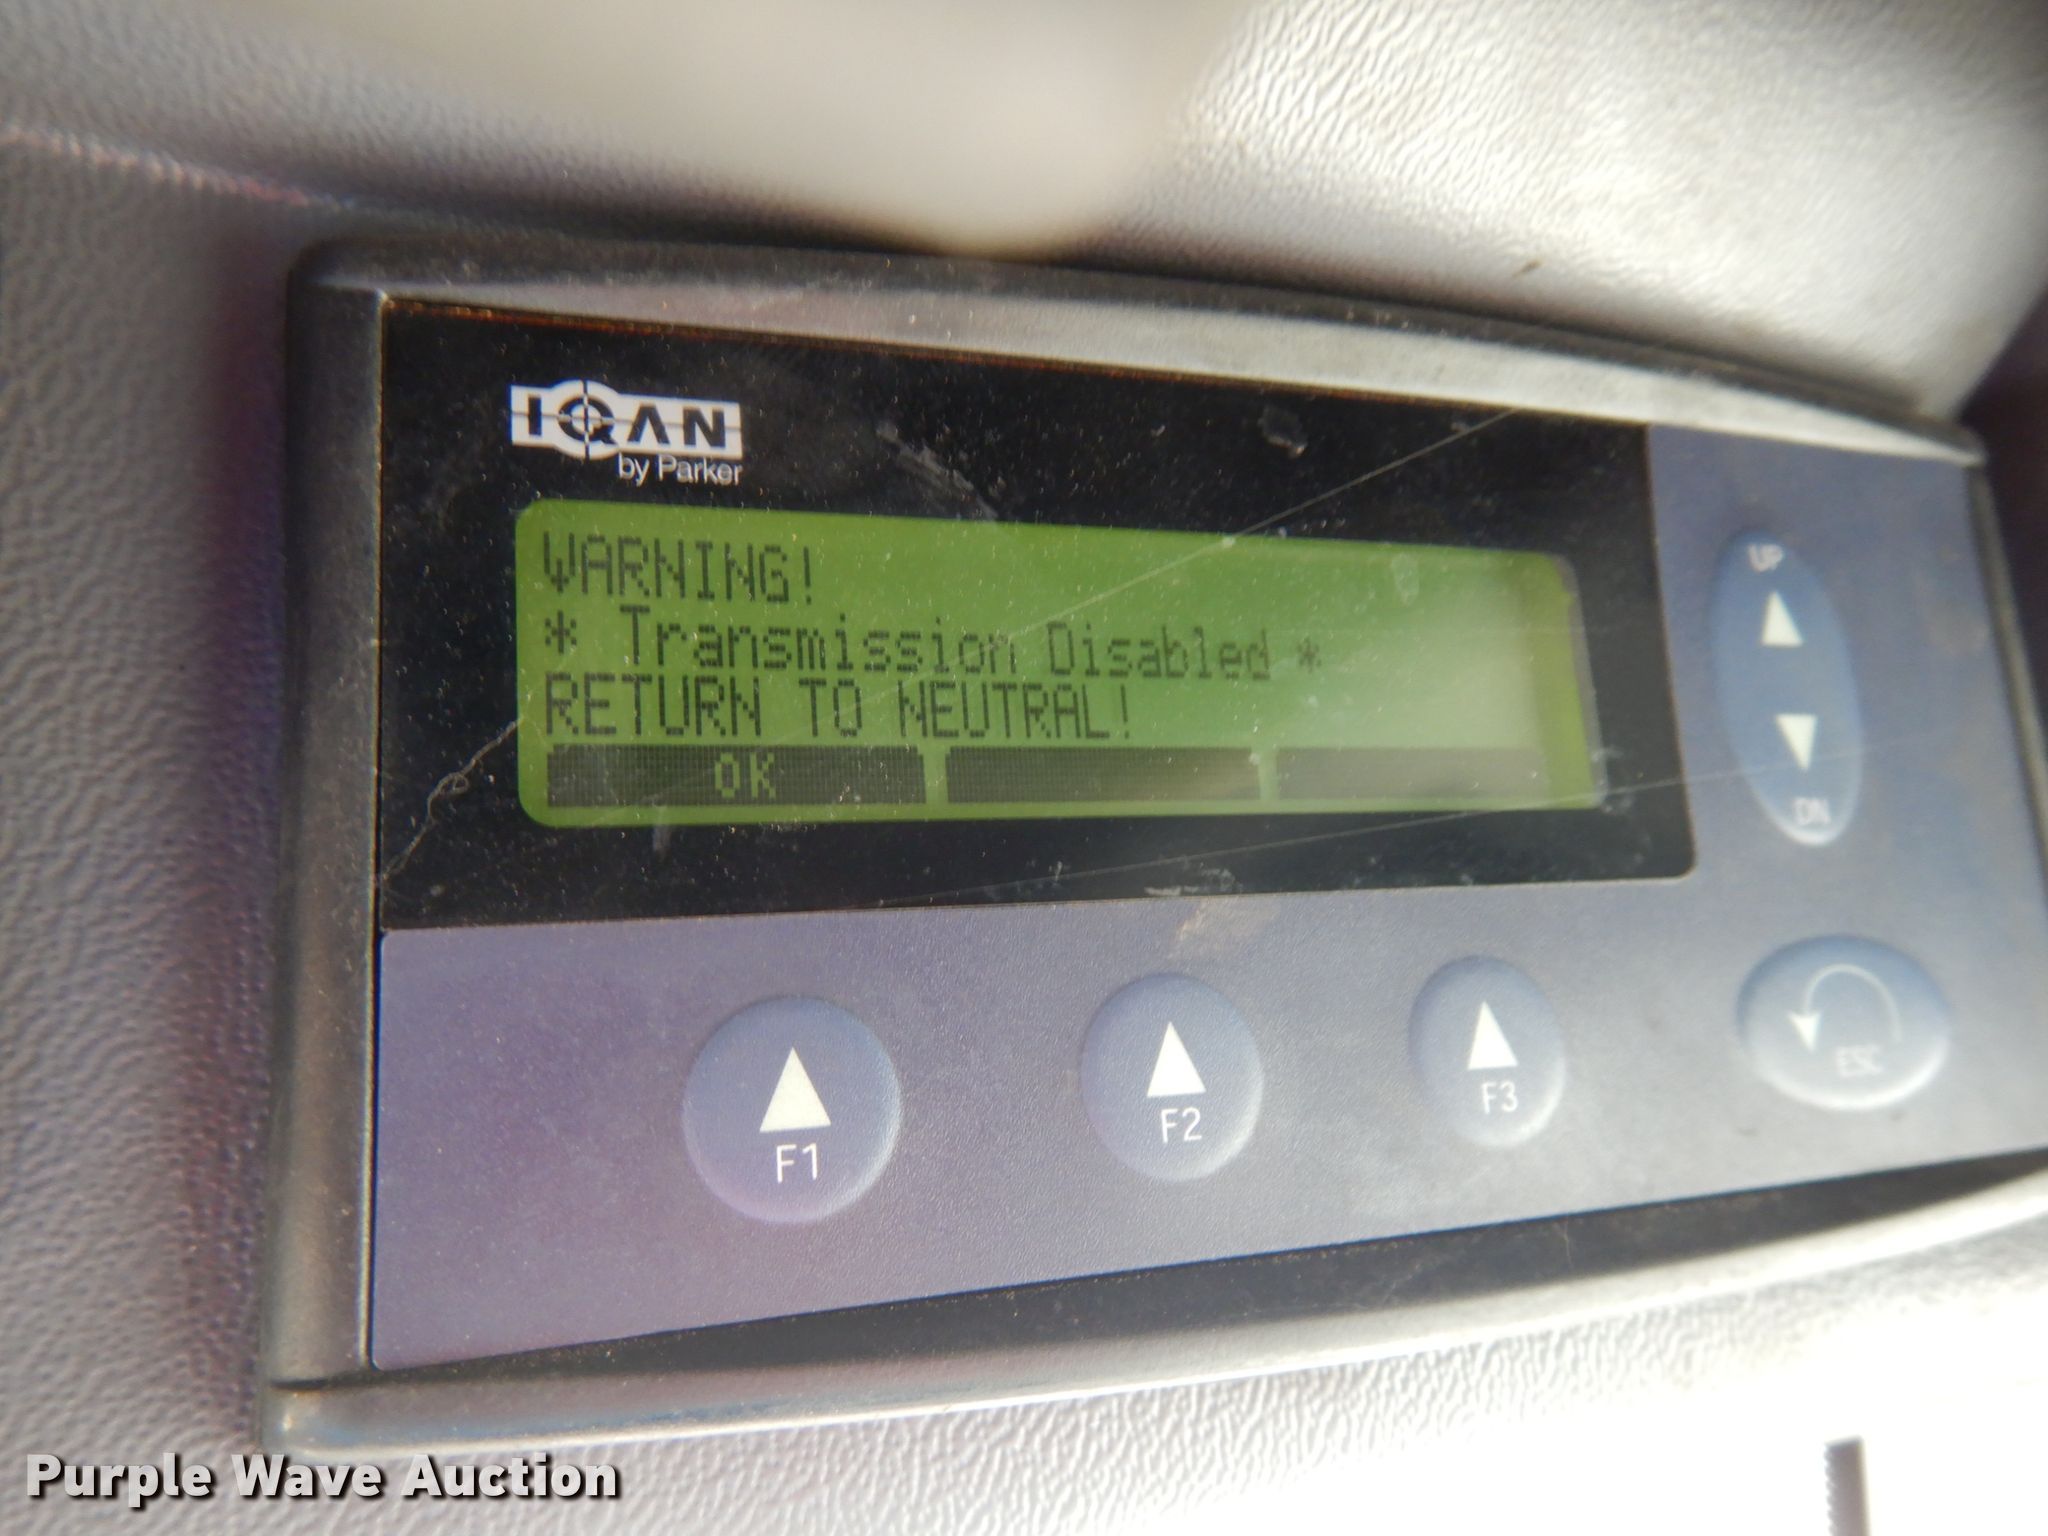 IQAN
by Parker
WARNING!
* Transmission Disabled *
RETURN TO NEUTRAL!
OK
UP
DN
F1
F2
F3
ESC
Purple Wave Auction